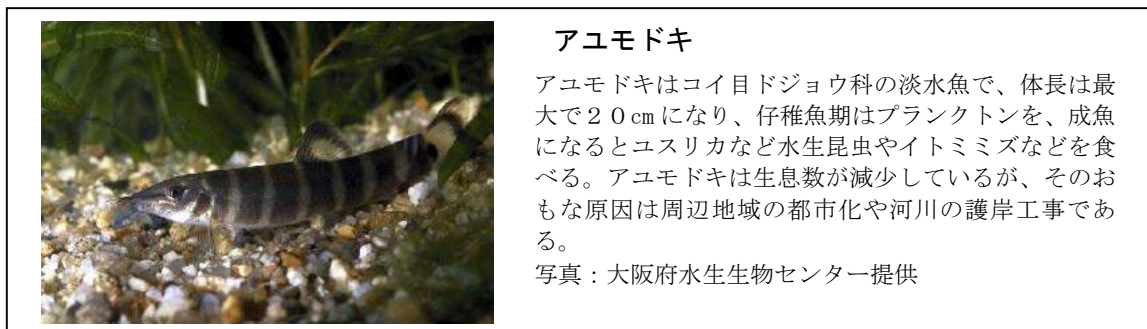 アユモドキ
アユモドキはコイ目ドジョウ科の淡水魚で、体長は最
大で２０㎝になり、仔稚魚期はプランクトンを、成魚
になるとユスリカなど水生昆虫やイトミミズなどを食
べる。アユモドキは生息数が減少しているが、そのお
もな原因は周辺地域の都市化や河川の護岸工事であ
る。
写真：大阪府水生生物センター提供